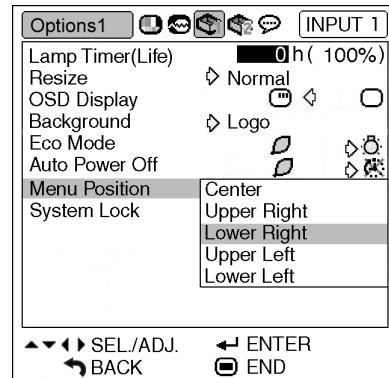 Options1 INPUT 1
Lamp Timer(Life) 0 h ( 100%)
Resize Normal
OSD Display
Background Logo
Eco Mode
Auto Power Off
Menu Position Center
System Lock Upper Right
Lower Right
Upper Left
Lower Left
SEL./ADJ. ENTER
BACK END